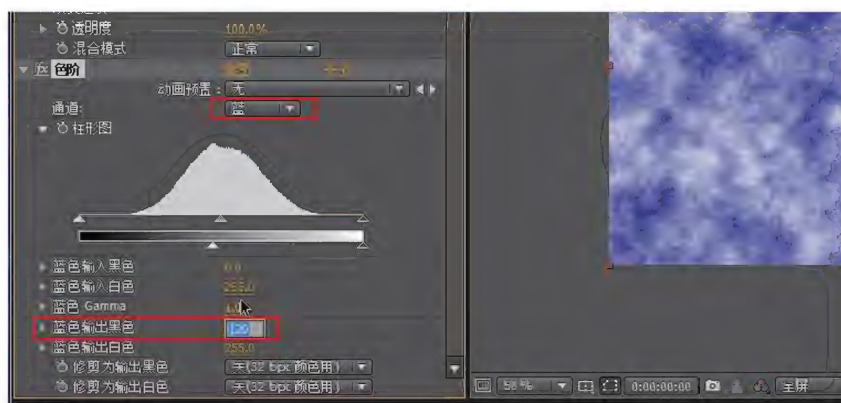 透明度 100.0%
混合模式 正常
fx 色阶
动画预置: 无
通道: 蓝
柱形图
蓝色输入黑色 0.0
蓝色输入白色 255.0
蓝色 Gamma
蓝色输出黑色 120
蓝色输出白色 255.0
修剪为输出黑色 关(32 bpc 颜色用)
修剪为输出白色 关(32 bpc 颜色用)
0:00:00:00 全屏